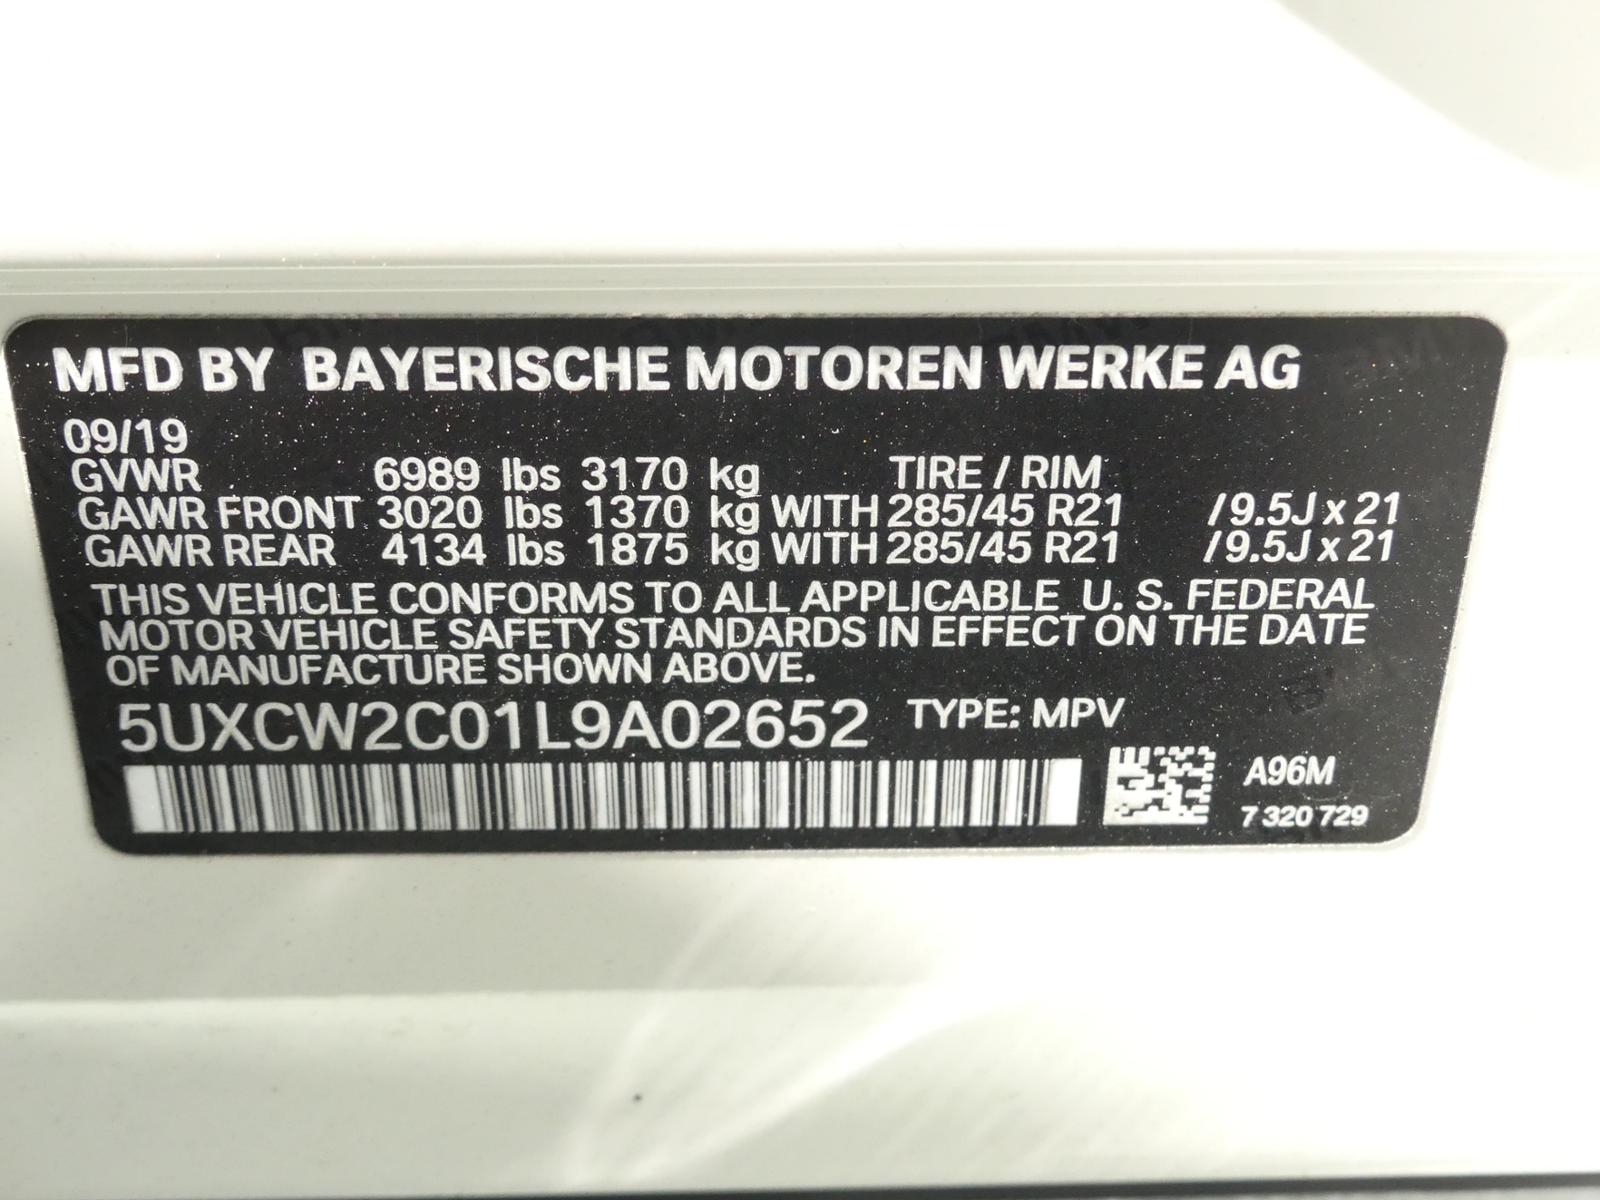 MFD BY BAYERISCHE MOTOREN WERKE AG
09/19
GVWR 6989 lbs 3170 kg TIRE / RIM
GAWR FRONT 3020 lbs 1370 kg WITH 285/45 R21 /9.5J x 21
GAWR REAR 4134 lbs 1875 kg WITH 285/45 R21 /9.5J x 21
THIS VEHICLE CONFORMS TO ALL APPLICABLE U. S. FEDERAL
MOTOR VEHICLE SAFETY STANDARDS IN EFFECT ON THE DATE
OF MANUFACTURE SHOWN ABOVE.
5UXCW2C01L9A02652 TYPE: MPV
A96M
7 320 729